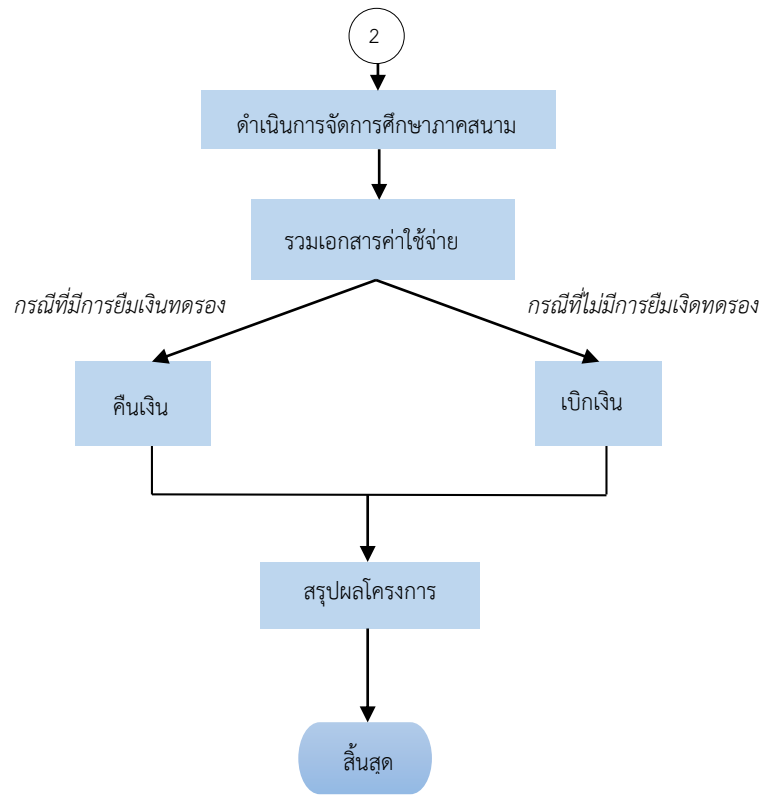 2
ดำเนินการจัดการศึกษาภาคสนาม
รวมเอกสารค่าใช้จ่าย
กรณีที่มีการยืมเงินทดรอง
กรณีที่ไม่มีการยืมเงิดทดรอง
คืนเงิน
เบิกเงิน
สรุปผลโครงการ
สิ้นสุด